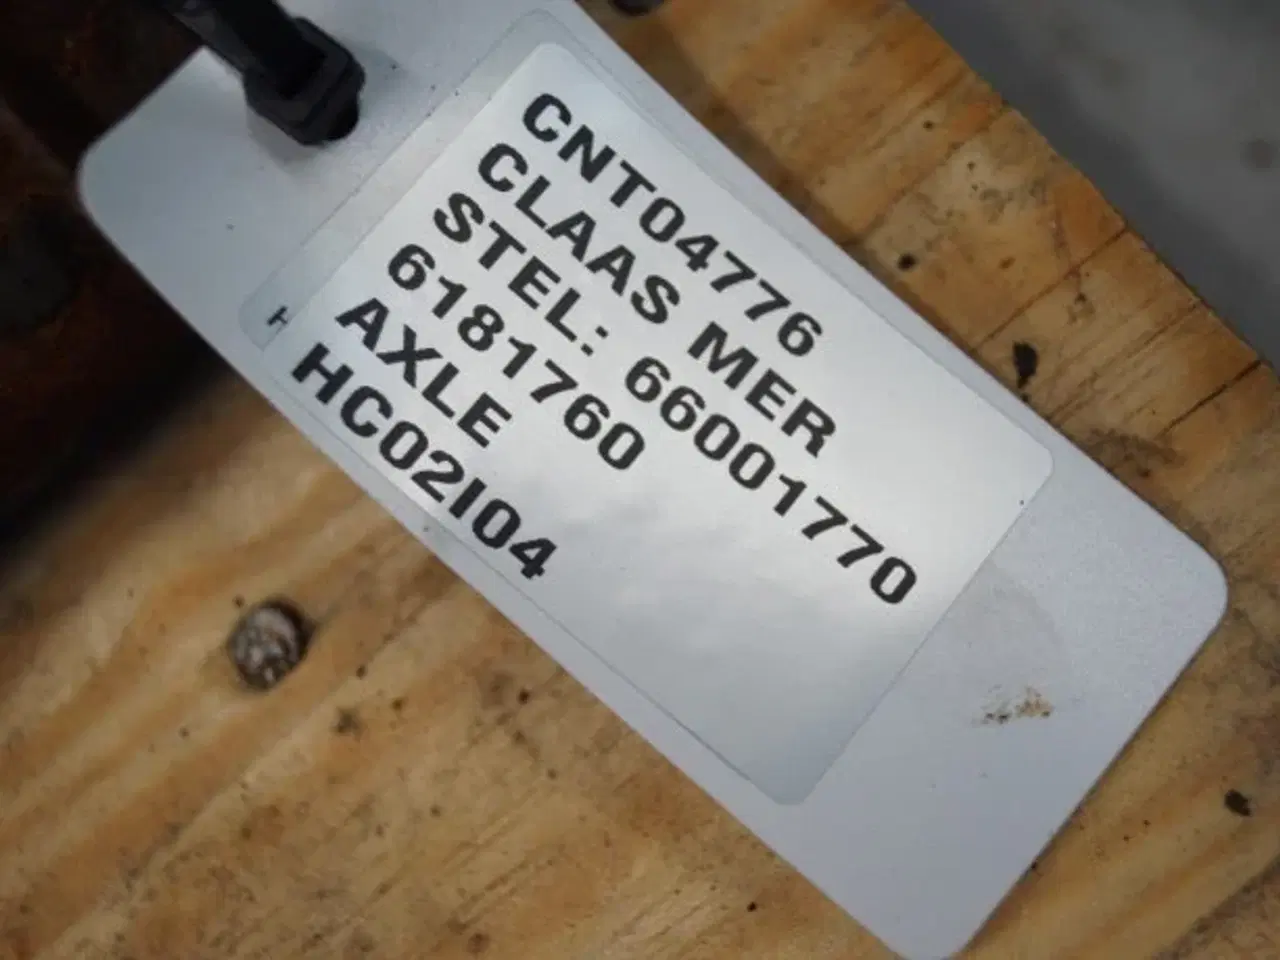 CNT04776
CLAAS MER
STEL: 66001770
6181760
AXLE
HC02I04
H